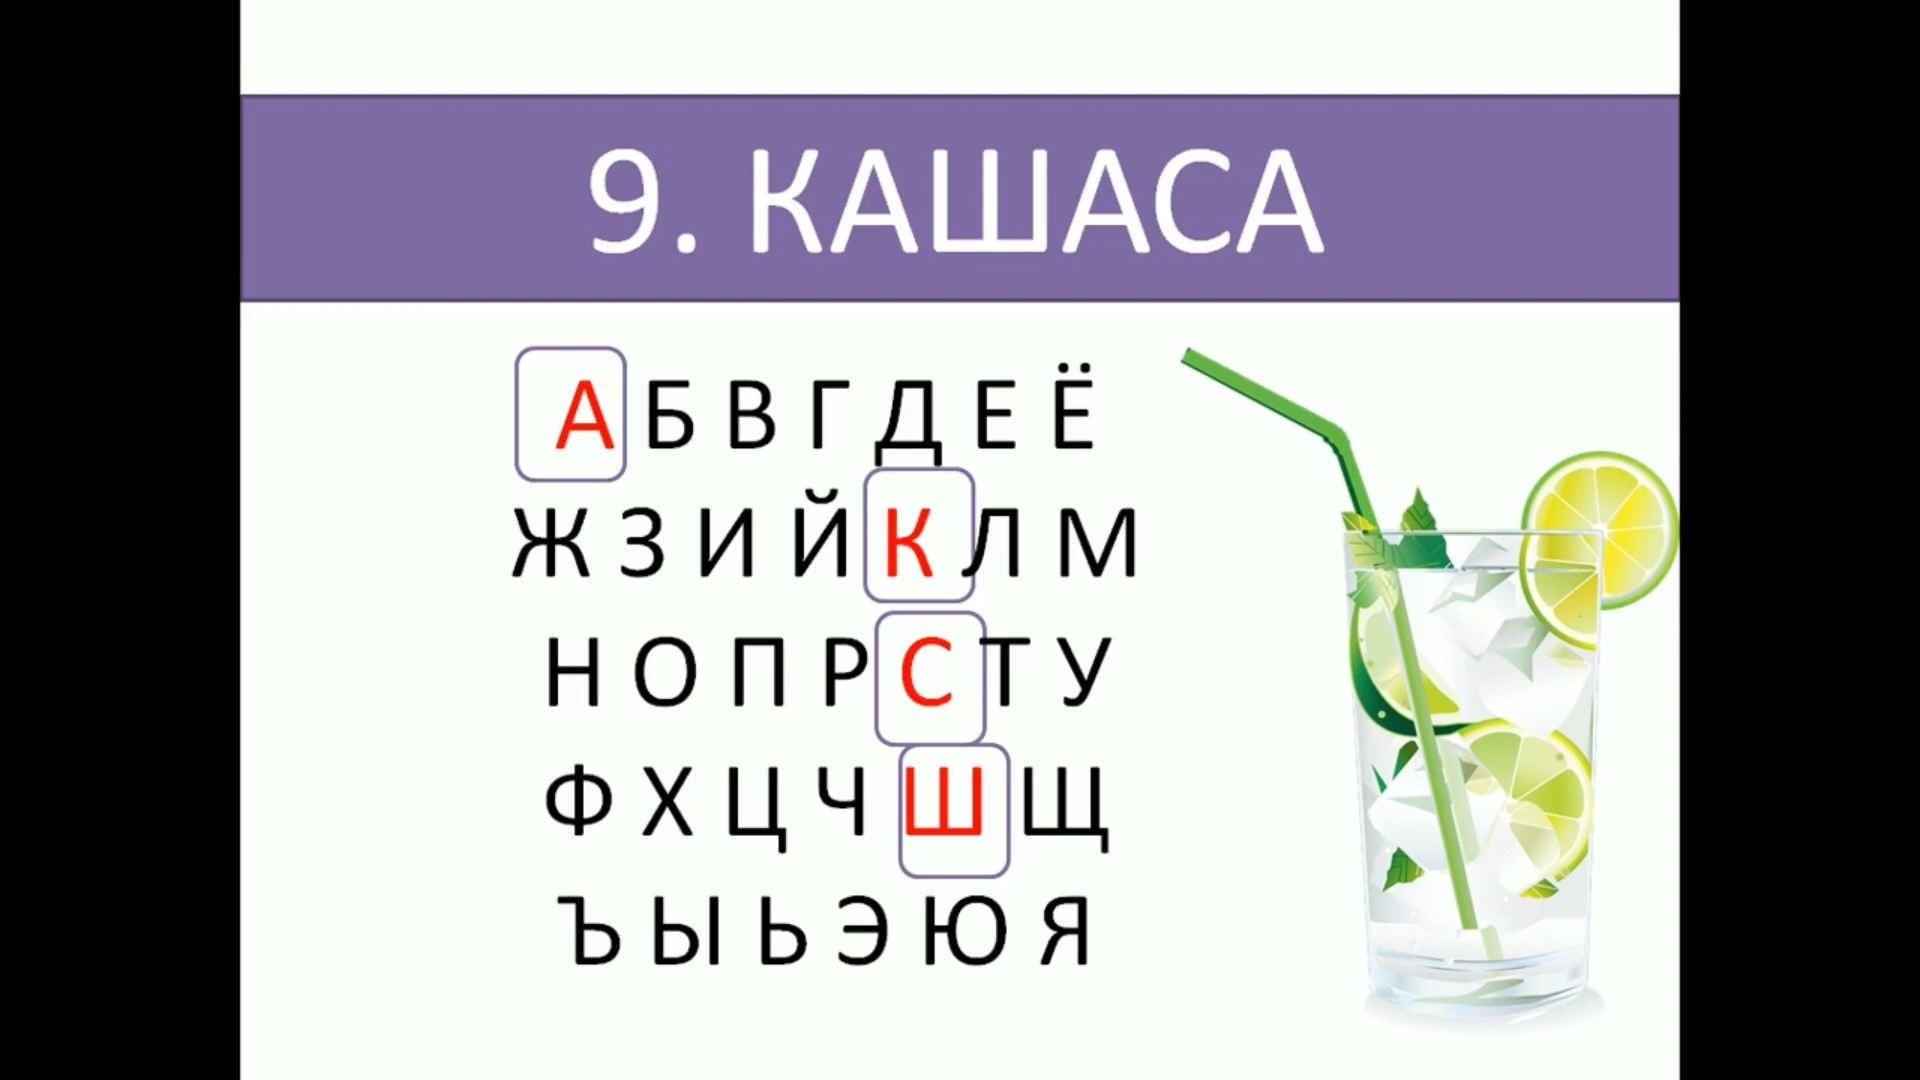 9. КАШАСА
А Б В Г Д Е Ё
Ж З И Й К Л М
Н О П Р С Т У
Ф Х Ц Ч Ш Щ
Ъ Ы Ь Э Ю Я